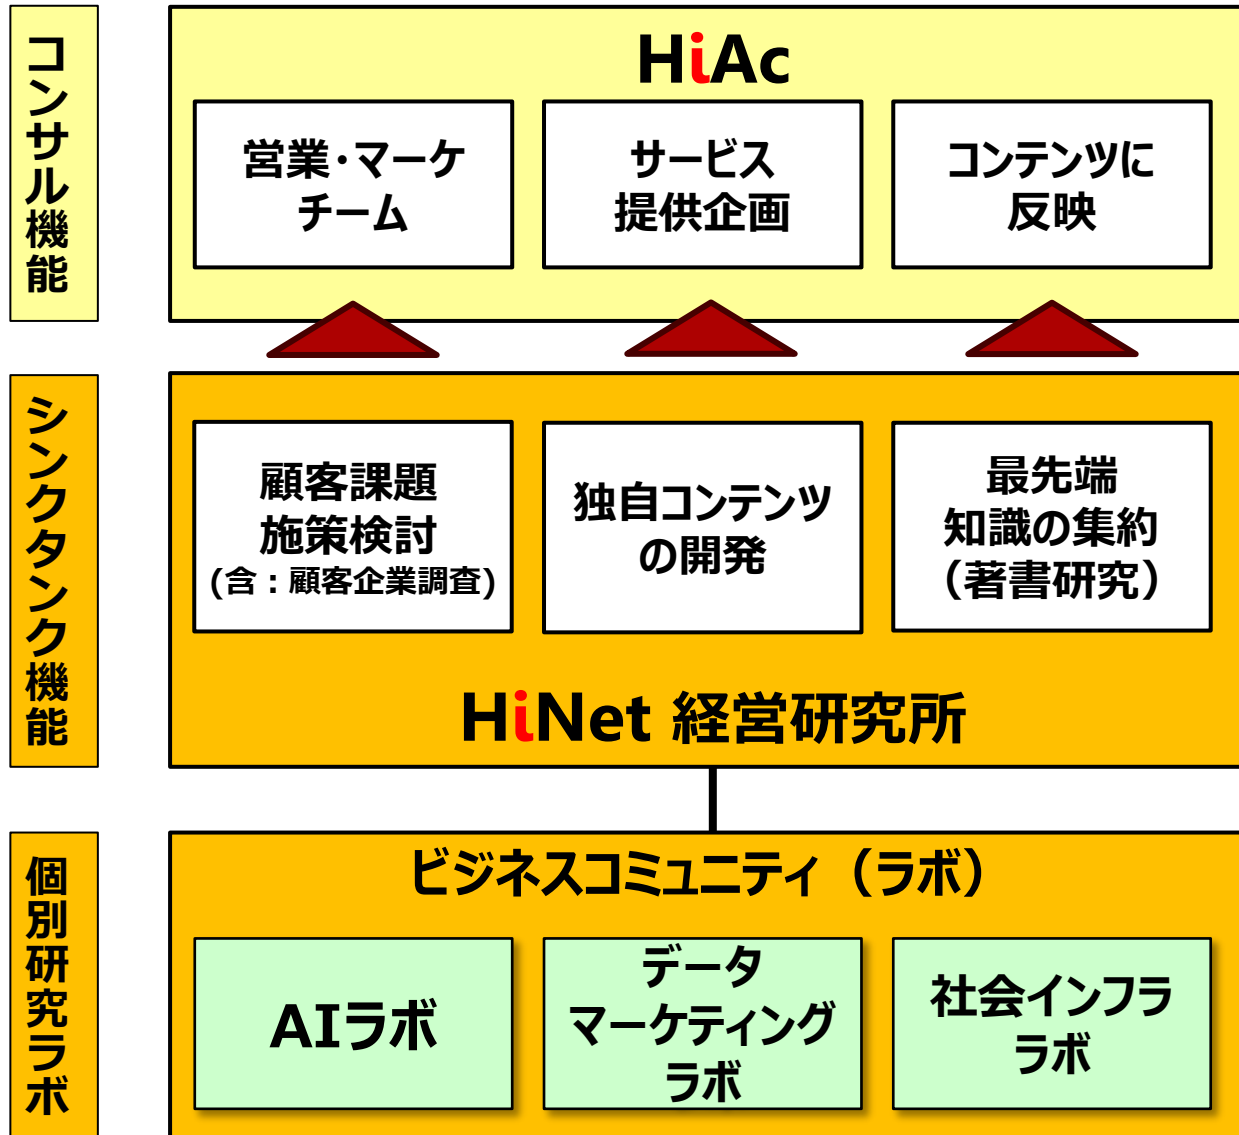 コンサル機能
HiAc
営業・マーケ
チーム
サービス
提供企画
コンテンツに
反映
シンクタンク機能
顧客課題
施策検討
(含：顧客企業調査)
独自コンテンツ
の開発
最先端
知識の集約
（著書研究）
HiNet 経営研究所
個別研究ラボ
ビジネスコミュニティ（ラボ）
AIラボ
データ
マーケティング
ラボ
社会インフラ
ラボ